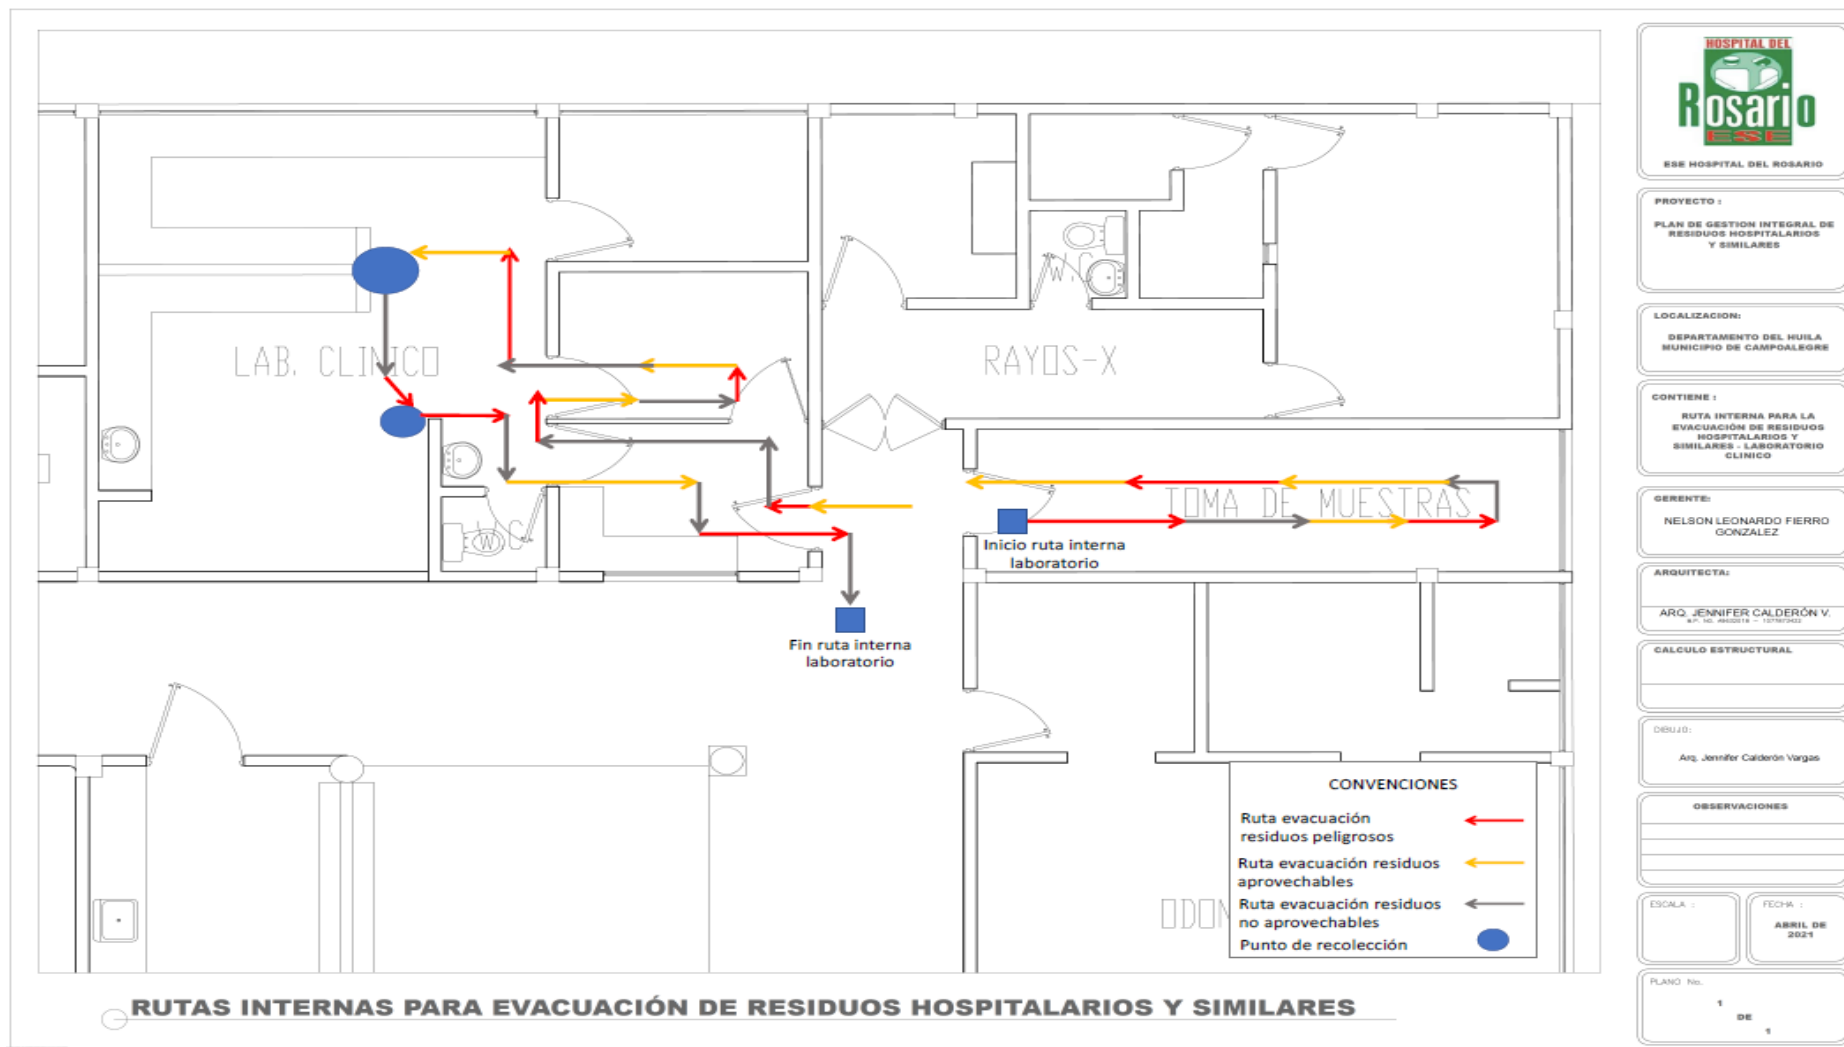 LAB. CLINICO
W.C
RAYOS-X
TOMA DE MUESTRAS
Inicio ruta interna
laboratorio
WC
Fin ruta interna
laboratorio
CONVENCIONES
Ruta evacuación
residuos peligrosos
Ruta evacuación residuos
aprovechables
Ruta evacuación residuos
no aprovechables
Punto de recolección
RUTAS INTERNAS PARA EVACUACIÓN DE RESIDUOS HOSPITALARIOS Y SIMILARES
HOSPITAL DEL
Rosario
ESE
ESE HOSPITAL DEL ROSARIO
PROYECTO :
PLAN DE GESTION INTEGRAL DE
RESIDUOS HOSPITALARIOS
Y SIMILARES
LOCALIZACION:
DEPARTAMENTO DEL HUILA
MUNICIPIO DE CAMPOALEGRE
CONTIENE :
RUTA INTERNA PARA LA
EVACUACIÓN DE RESIDUOS
HOSPITALARIOS Y
SIMILARES - LABORATORIO
CLINICO
GERENTE:
NELSON LEONARDO FIERRO
GONZALEZ
ARQUITECTA:
ARQ. JENNIFER CALDERÓN V.
CALCULO ESTRUCTURAL
DIBUJO:
Arq. Jennifer Calderón Vargas
OBSERVACIONES
ESCALA :
FECHA :
ABRIL DE
2021
PLANO No.
1
DE
1